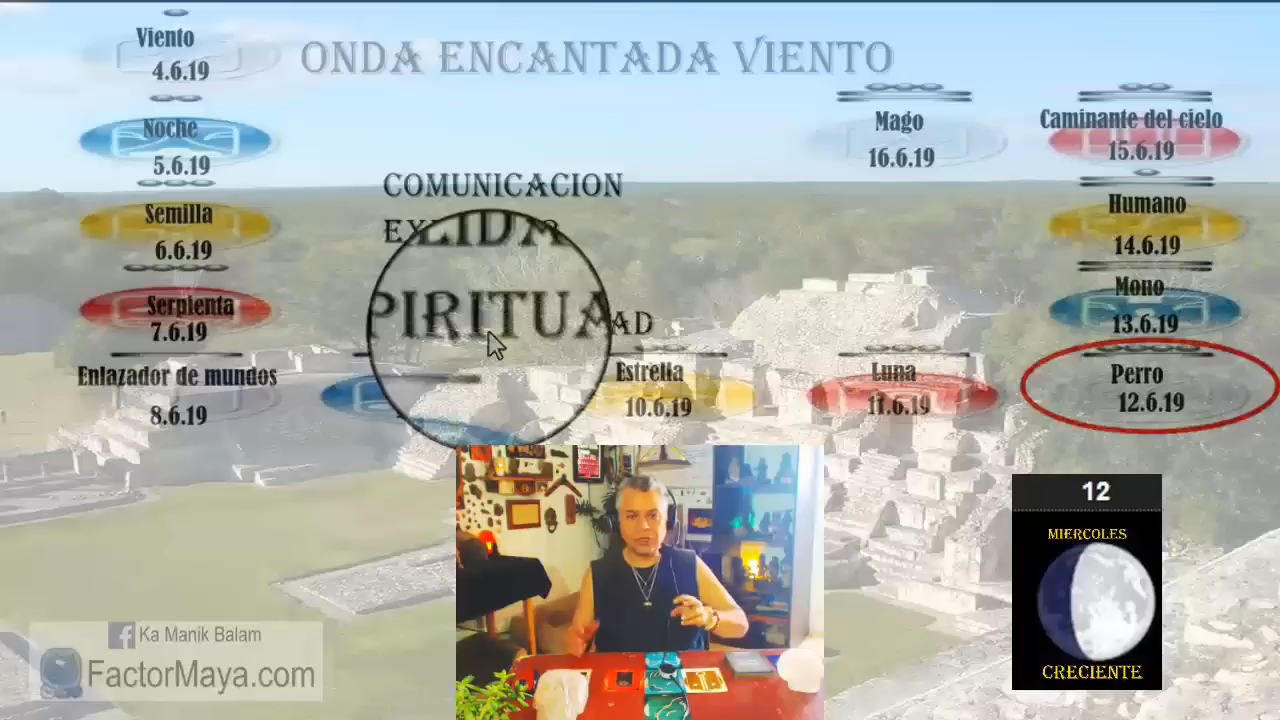 ONDA ENCANTADA VIENTO
Viento
4.6.19
Noche
5.6.19
Semilla
6.6.19
Serpienta
7.6.19
Enlazador de mundos
8.6.19
COMUNICACION
PIRITUA
AD
Estrella
10.6.19
Luna
11.6.19
Perro
12.6.19
Mono
13.6.19
Humano
14.6.19
Caminante del cielo
15.6.19
Mago
16.6.19
12
MIERCOLES
CRECIENTE
Ka Manik Balam
FactorMaya.com